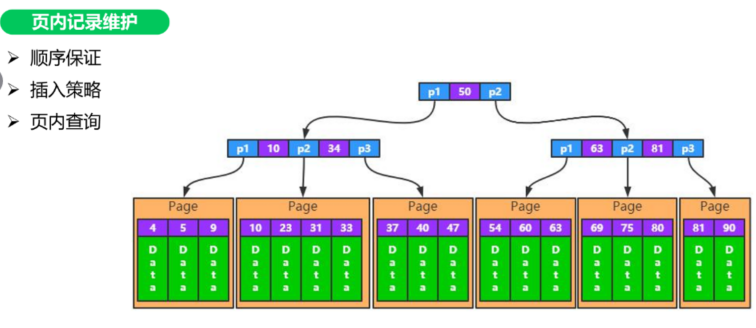 页内记录维护
顺序保证
插入策略
页内查询
p1 50 p2
p1 10 p2 34 p3
p1 63 p2 81 p3
Page Page Page Page Page Page
4 5 9 10 23 31 33 37 40 47 54 60 63 69 75 80 81 90
Data Data Data Data Data Data Data Data Data Data Data Data Data Data Data Data Data Data